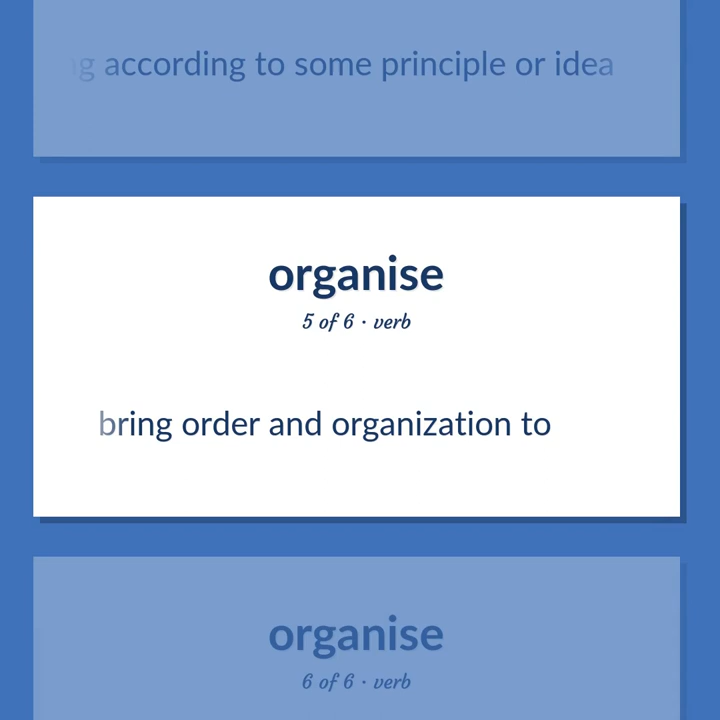 according to some principle or idea
organise
5 of 6 · verb
bring order and organization to
organise
6 of 6 · verb